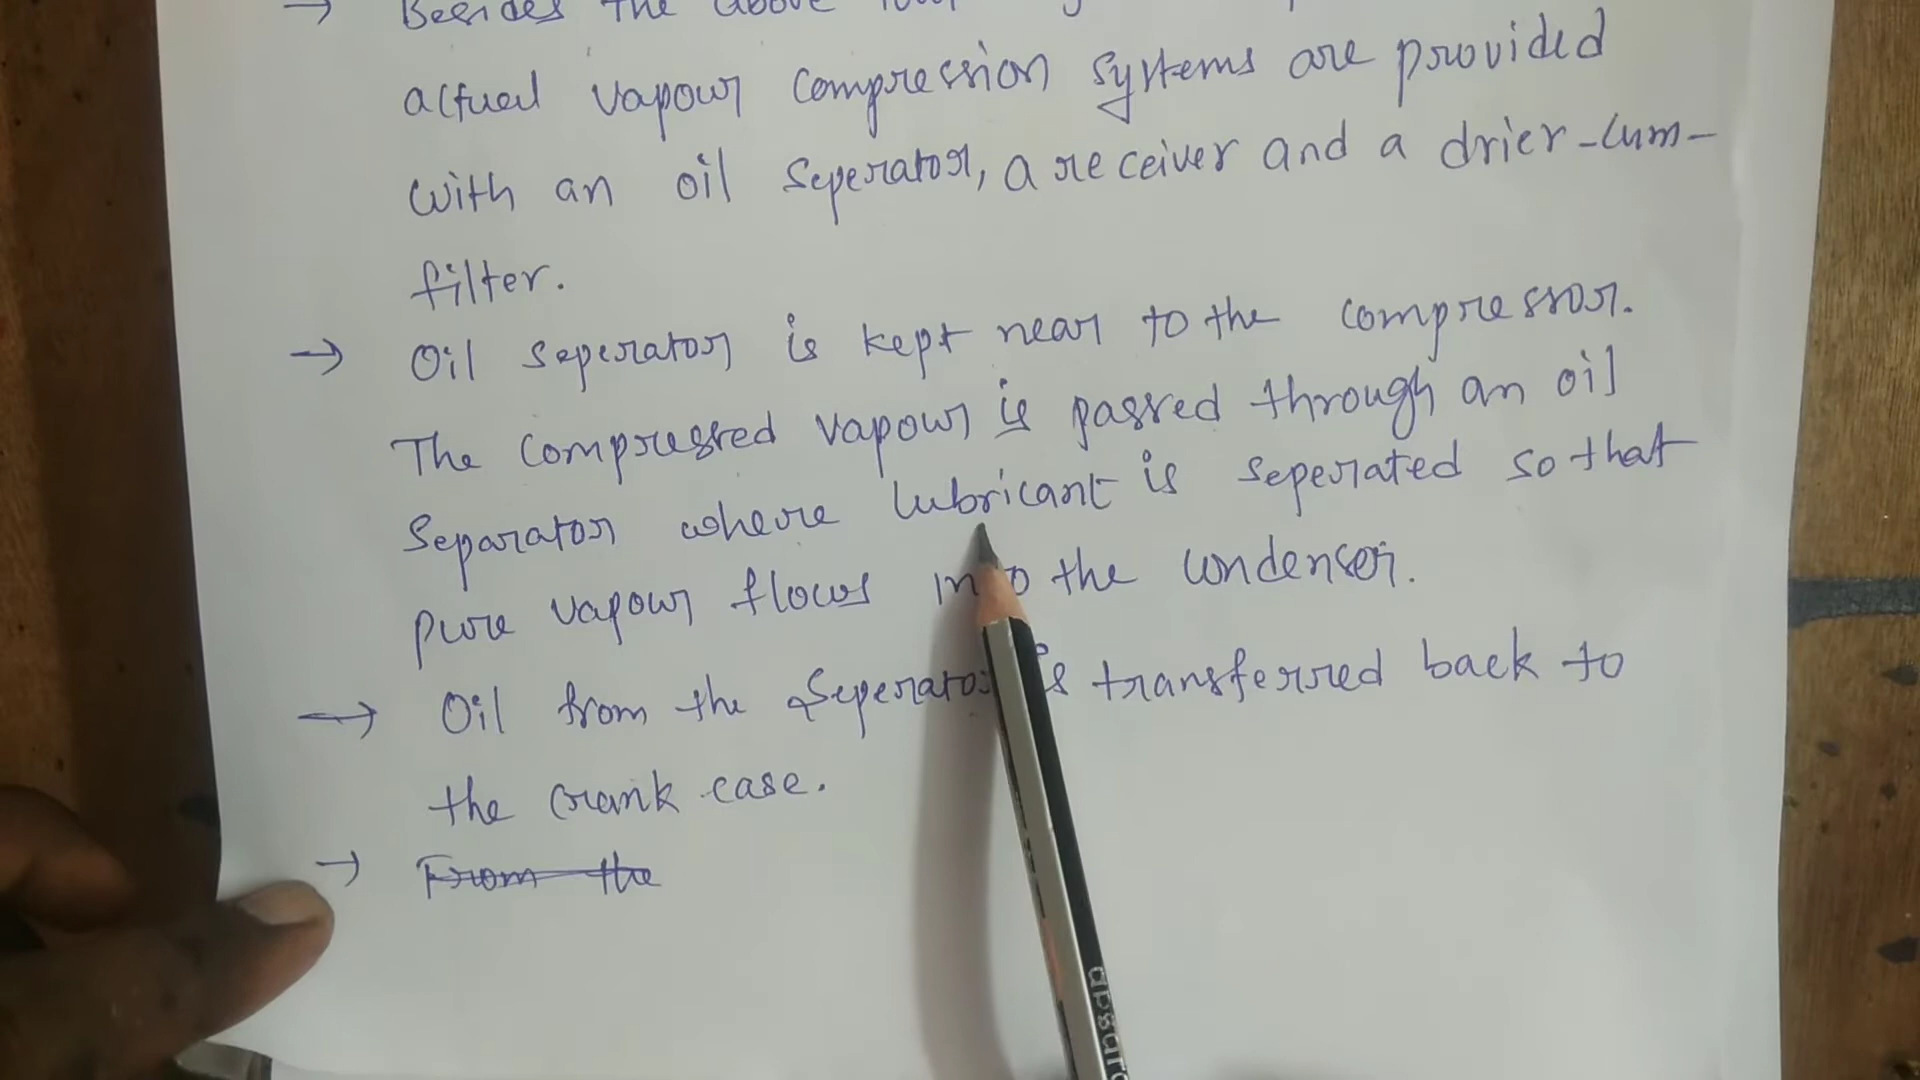 → Besides the above
actual vapour compression systems are provided
with an oil seperator, a receiver and a drier-cum-
filter.
→ Oil seperator is kept near to the compressor.
The compressed vapour is passed through an oil
separator where lubricant is seperated so that
pure vapour flows into the condenser.
→ Oil from the seperator is transferred back to
the crank case.
→ From the
apsara